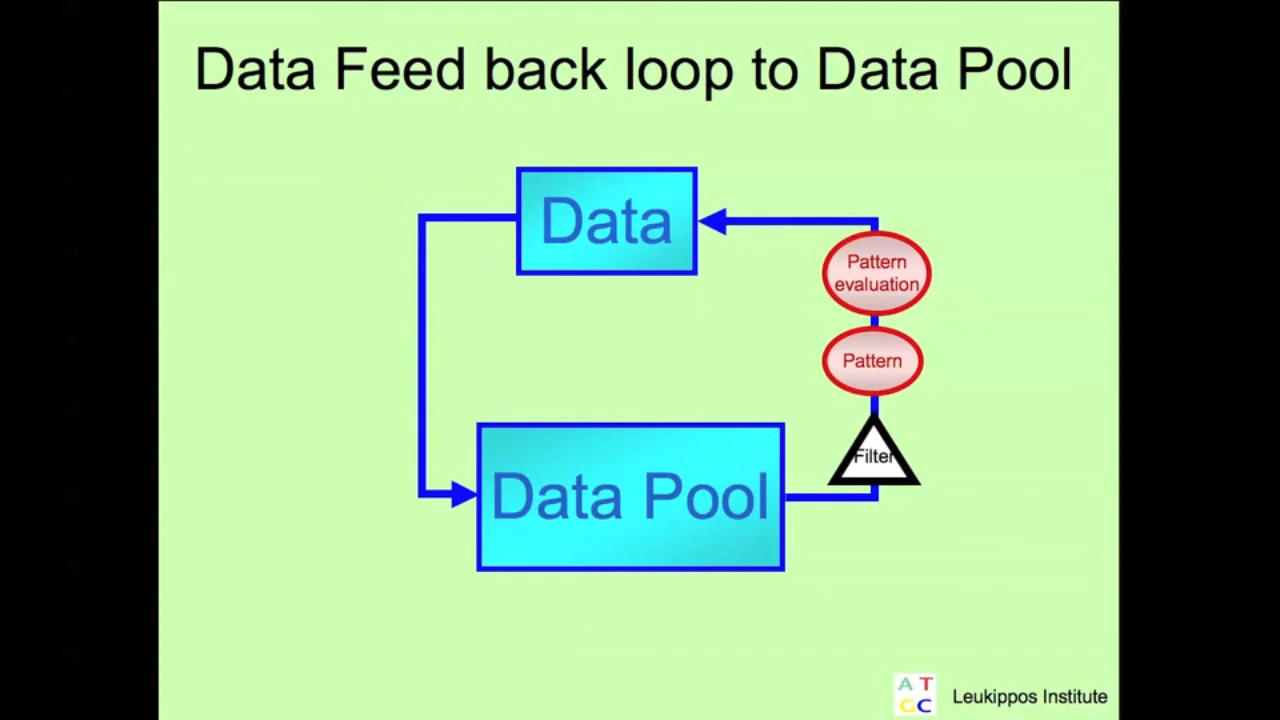 Data Feed back loop to Data Pool
Data
Pattern
evaluation
Pattern
Filter
Data Pool
A T
G C
Leukippos Institute